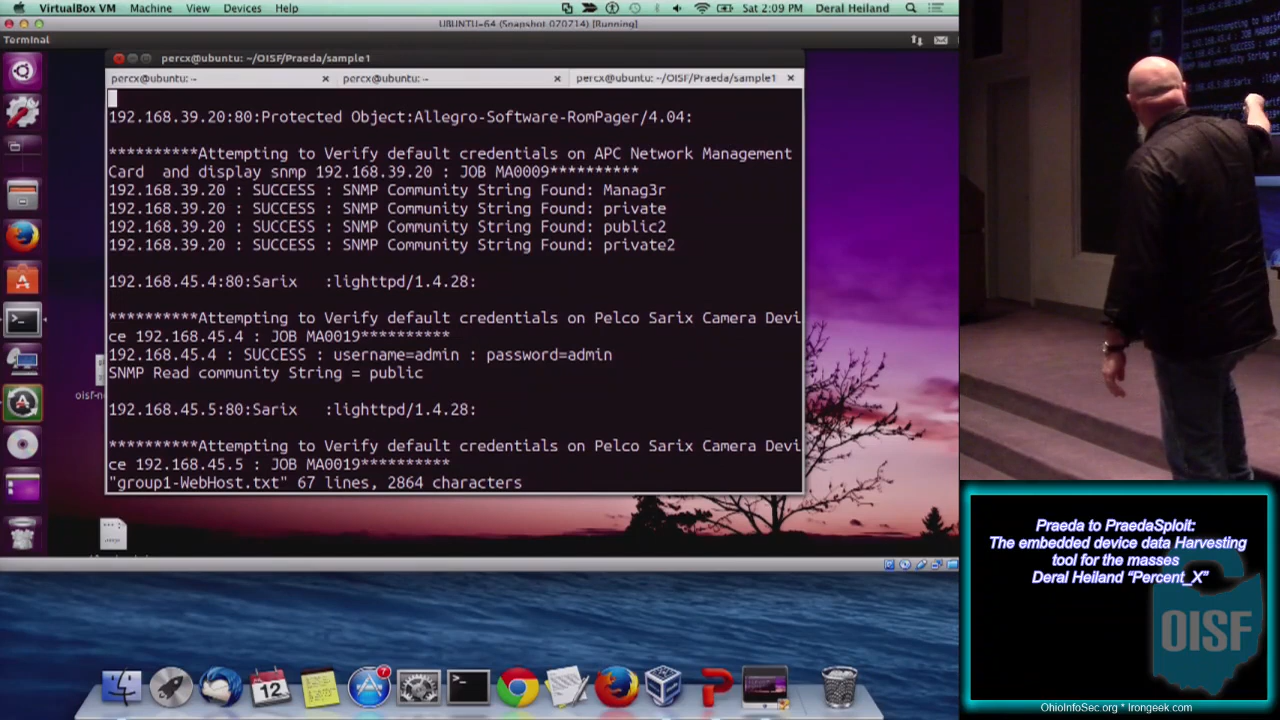 VirtualBox VM Machine View Devices Help
Sat 2:09 PM Deral Heiland
UBUNTU-64 (Snapshot 070714) [Running]
Terminal
percx@ubuntu: ~/OISF/Praeda/sample1
percx@ubuntu: ~ percx@ubuntu: ~ percx@ubuntu: ~/OISF/Praeda/sample1
192.168.39.20:80:Protected Object:Allegro-Software-RomPager/4.04:
**********Attempting to Verify default credentials on APC Network Management
Card  and display snmp 192.168.39.20 : JOB MA0009**********
192.168.39.20 : SUCCESS : SNMP Community String Found: Manag3r
192.168.39.20 : SUCCESS : SNMP Community String Found: private
192.168.39.20 : SUCCESS : SNMP Community String Found: public2
192.168.39.20 : SUCCESS : SNMP Community String Found: private2
192.168.45.4:80:Sarix   :lighttpd/1.4.28:
**********Attempting to Verify default credentials on Pelco Sarix Camera Devi
ce 192.168.45.4 : JOB MA0019**********
192.168.45.4 : SUCCESS : username=admin : password=admin
SNMP Read community String = public
192.168.45.5:80:Sarix   :lighttpd/1.4.28:
**********Attempting to Verify default credentials on Pelco Sarix Camera Devi
ce 192.168.45.5 : JOB MA0019**********
"group1-WebHost.txt" 67 lines, 2864 characters
7
12
Praeda to PraedaSploit:
The embedded device data Harvesting
tool for the masses
Deral Heiland “Percent_X”
OISF
OhioInfoSec.org * Irongeek.com